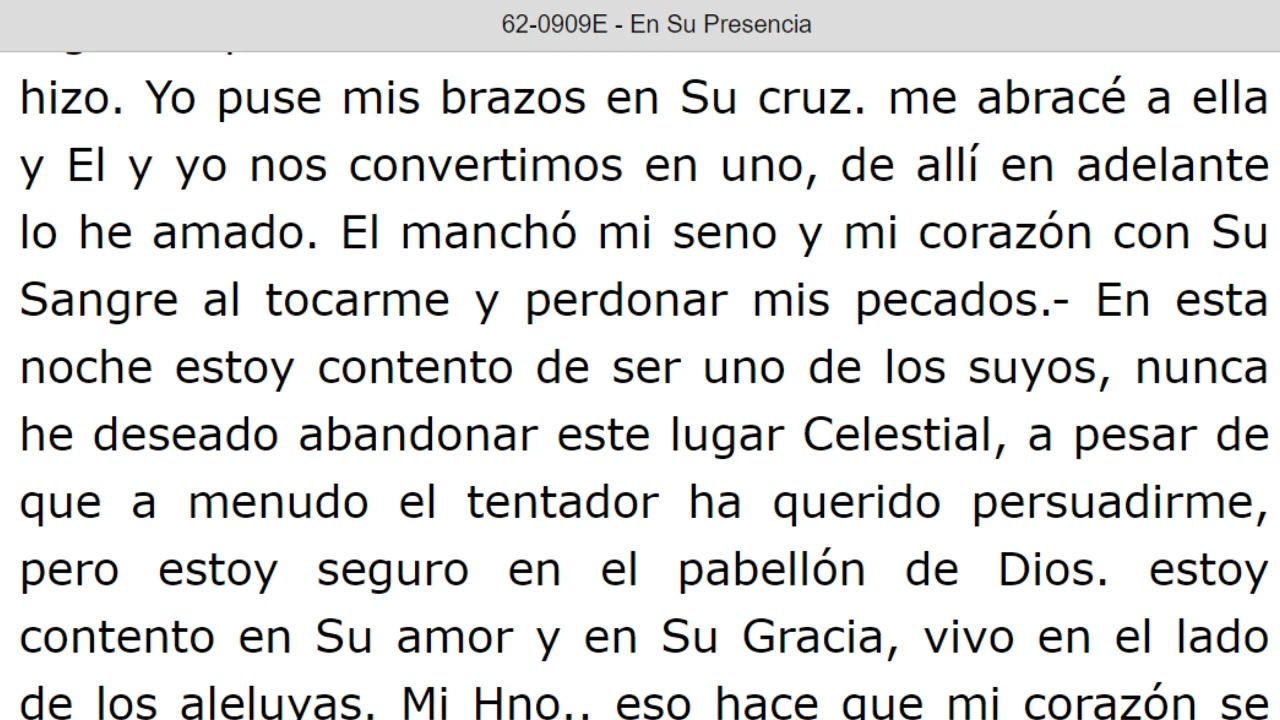 62-0909E - En Su Presencia
hizo. Yo puse mis brazos en Su cruz. me abracé a ella
y El y yo nos convertimos en uno, de allí en adelante
lo he amado. El manchó mi seno y mi corazón con Su
Sangre al tocarme y perdonar mis pecados.- En esta
noche estoy contento de ser uno de los suyos, nunca
he deseado abandonar este lugar Celestial, a pesar de
que a menudo el tentador ha querido persuadirme,
pero estoy seguro en el pabellón de Dios. estoy
contento en Su amor y en Su Gracia, vivo en el lado
de los aleluyas. Mi Hno., eso hace que mi corazón se